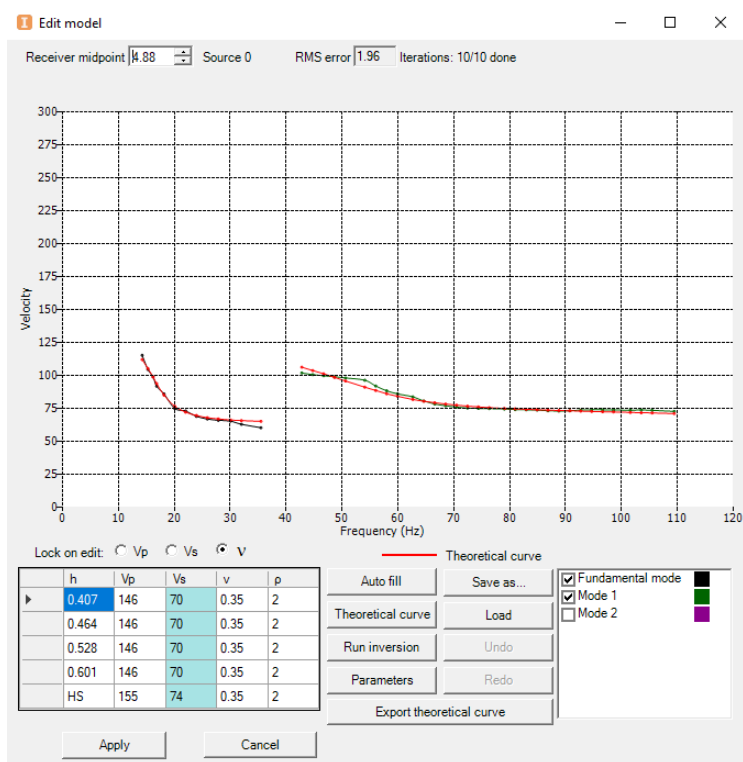 Edit model
Receiver midpoint 4.88 Source 0 RMS error 1.96 Iterations: 10/10 done
300
275
250
225
200
175
150
125
100
75
50
25
0
Velocity
0 10 20 30 40 50 60 70 80 90 100 110 120
Frequency (Hz)
Lock on edit: Vp Vs V
Theoretical curve
h Vp Vs v ρ
0.407 146 70 0.35 2
0.464 146 70 0.35 2
0.528 146 70 0.35 2
0.601 146 70 0.35 2
HS 155 74 0.35 2
Auto fill Save as...
Theoretical curve Load
Run inversion Undo
Parameters Redo
Export theoretical curve
Fundamental mode
Mode 1
Mode 2
Apply Cancel